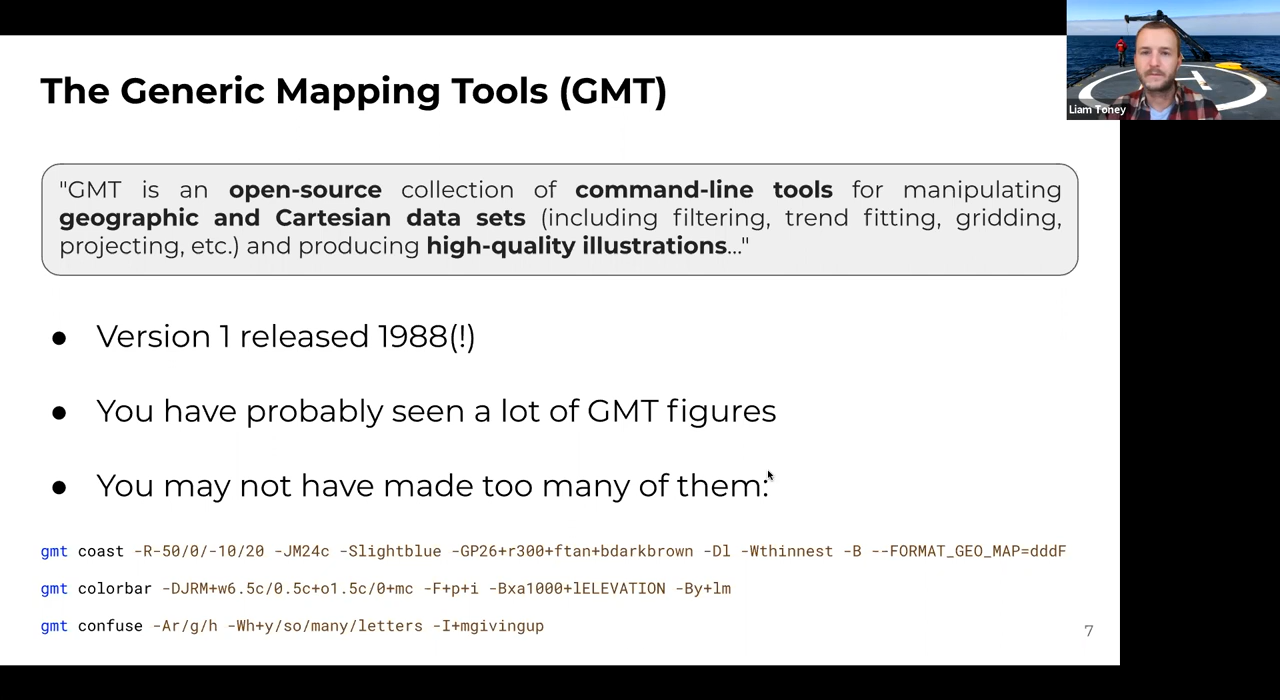 The Generic Mapping Tools (GMT)
Liam Toney
"GMT is an open-source collection of command-line tools for manipulating
geographic and Cartesian data sets (including filtering, trend fitting, gridding,
projecting, etc.) and producing high-quality illustrations..."
● Version 1 released 1988(!)
● You have probably seen a lot of GMT figures
● You may not have made too many of them:
gmt coast -R-50/0/-10/20 -JM24c -Slightblue -GP26+r300+ftan+bdarkbrown -Dl -Wthinnest -B --FORMAT_GEO_MAP=dddF
gmt colorbar -DJRM+w6.5c/0.5c+o1.5c/0+mc -F+p+i -Bxa1000+lELEVATION -By+lm
gmt confuse -Ar/g/h -Wh+y/so/many/letters -I+mgivingup
7